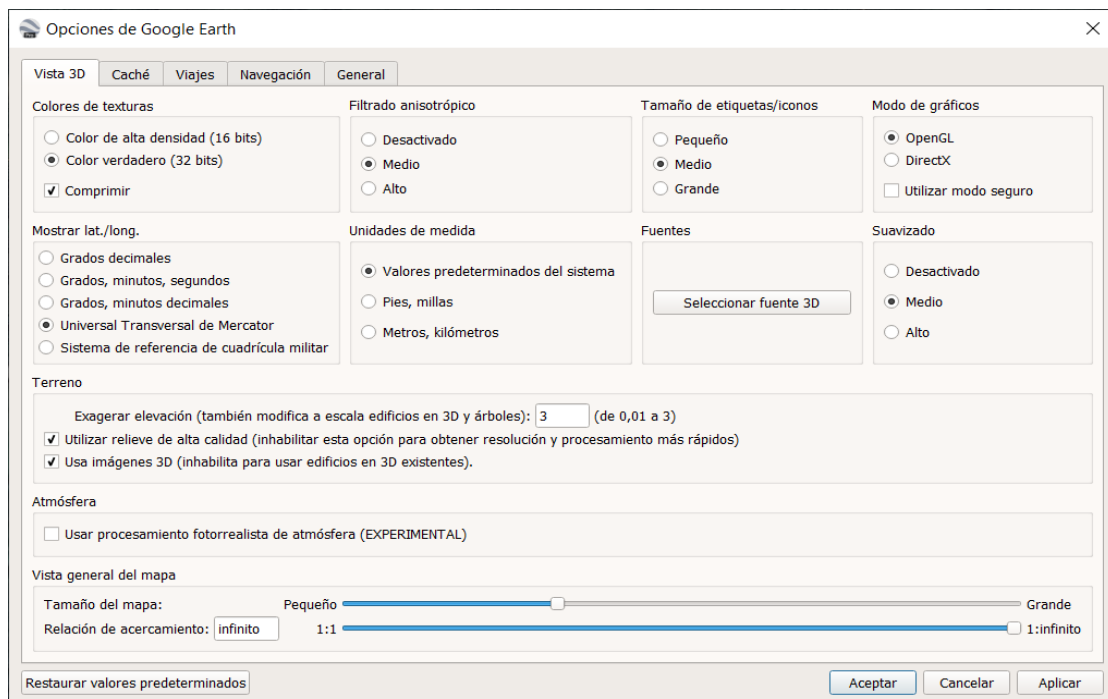 Opciones de Google Earth
Vista 3D Caché Viajes Navegación General
Colores de texturas
Color de alta densidad (16 bits)
Color verdadero (32 bits)
Comprimir
Filtrado anisotrópico
Desactivado
Medio
Alto
Tamaño de etiquetas/iconos
Pequeño
Medio
Grande
Modo de gráficos
OpenGL
DirectX
Utilizar modo seguro
Mostrar lat./long.
Grados decimales
Grados, minutos, segundos
Grados, minutos decimales
Universal Transversal de Mercator
Sistema de referencia de cuadrícula militar
Unidades de medida
Valores predeterminados del sistema
Pies, millas
Metros, kilómetros
Fuentes
Seleccionar fuente 3D
Suavizado
Desactivado
Medio
Alto
Terreno
Exagerar elevación (también modifica a escala edificios en 3D y árboles): 3 (de 0,01 a 3)
Utilizar relieve de alta calidad (inhabilitar esta opción para obtener resolución y procesamiento más rápidos)
Usa imágenes 3D (inhabilita para usar edificios en 3D existentes).
Atmósfera
Usar procesamiento fotorrealista de atmósfera (EXPERIMENTAL)
Vista general del mapa
Tamaño del mapa: Pequeño Grande
Relación de acercamiento: infinito 1:1 1:infinito
Restaurar valores predeterminados Aceptar Cancelar Aplicar